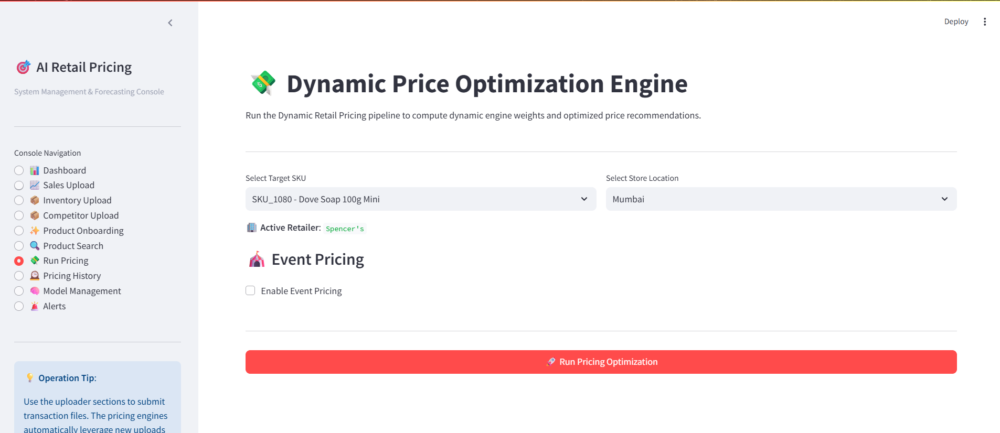 Deploy
AI Retail Pricing
System Management & Forecasting Console
Console Navigation
Dashboard
Sales Upload
Inventory Upload
Competitor Upload
Product Onboarding
Product Search
Run Pricing
Pricing History
Model Management
Alerts
Operation Tip:
Use the uploader sections to submit
transaction files. The pricing engines
automatically leverage new uploads
Dynamic Price Optimization Engine
Run the Dynamic Retail Pricing pipeline to compute dynamic engine weights and optimized price recommendations.
Select Target SKU
SKU_1080 - Dove Soap 100g Mini
Select Store Location
Mumbai
Active Retailer: Spencer's
Event Pricing
Enable Event Pricing
Run Pricing Optimization